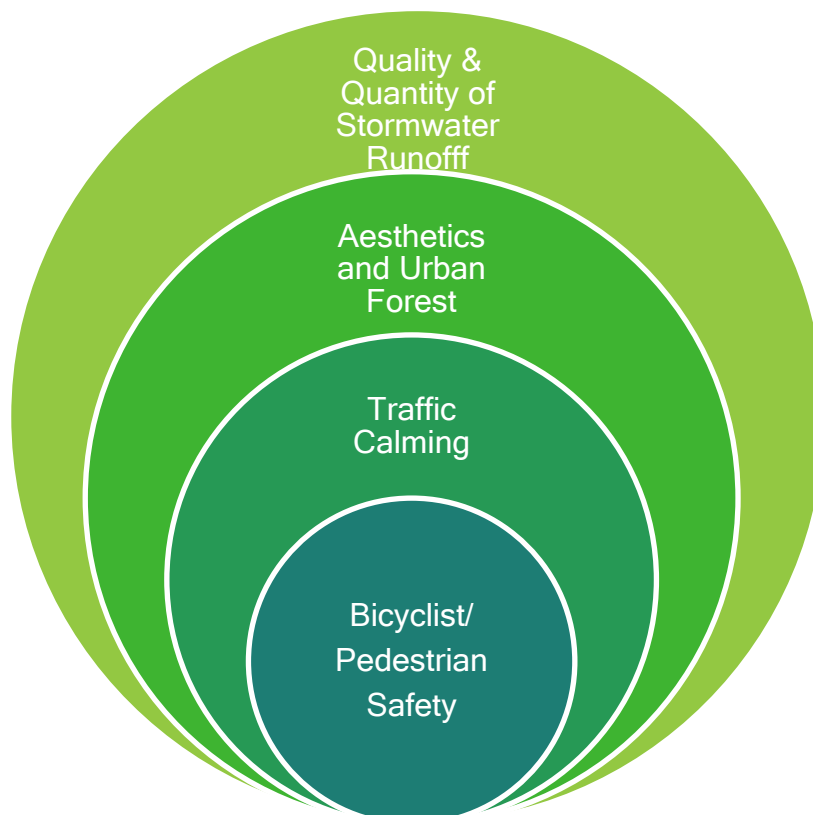 Quality &
Quantity of
Stormwater
Runofff
Aesthetics
and Urban
Forest
Traffic
Calming
Bicyclist/
Pedestrian
Safety